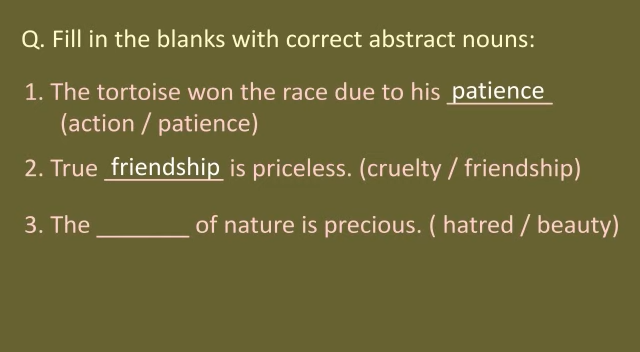 Q. Fill in the blanks with correct abstract nouns:
1. The tortoise won the race due to his patience
(action / patience)
2. True friendship is priceless. (cruelty / friendship)
3. The _______ of nature is precious. ( hatred / beauty)